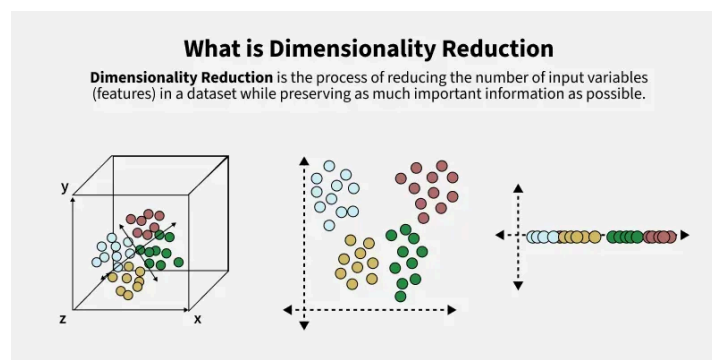 What is Dimensionality Reduction
Dimensionality Reduction is the process of reducing the number of input variables
(features) in a dataset while preserving as much important information as possible.
y
z
x